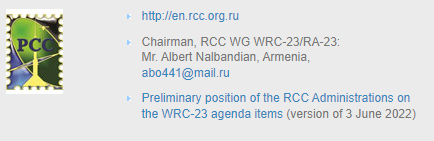 РСС
http://en.rcc.org.ru
Chairman, RCC WG WRC-23/RA-23:
Mr. Albert Nalbandian, Armenia,
abo441@mail.ru
Preliminary position of the RCC Administrations on
the WRC-23 agenda items (version of 3 June 2022)